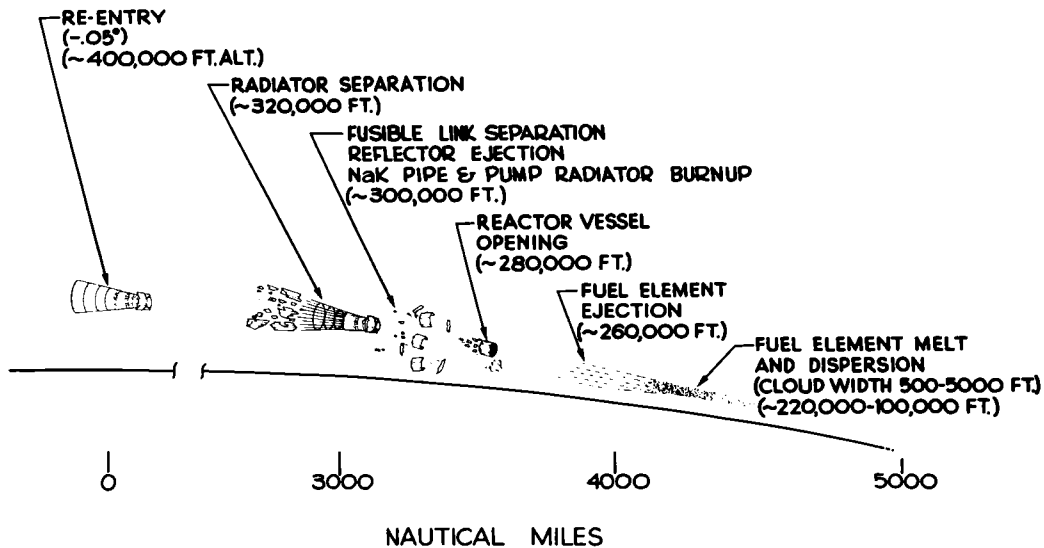 RE-ENTRY
(-.05°)
(~400,000 FT. ALT.)
RADIATOR SEPARATION
(~320,000 FT.)
FUSIBLE LINK SEPARATION
REFLECTOR EJECTION
NaK PIPE & PUMP RADIATOR BURNUP
(~300,000 FT.)
REACTOR VESSEL
OPENING
(~280,000 FT.)
FUEL ELEMENT
EJECTION
(~260,000 FT.)
FUEL ELEMENT MELT
AND DISPERSION
(CLOUD WIDTH 500-5000 FT.)
(~220,000-100,000 FT.)
0 3000 4000 5000
NAUTICAL MILES